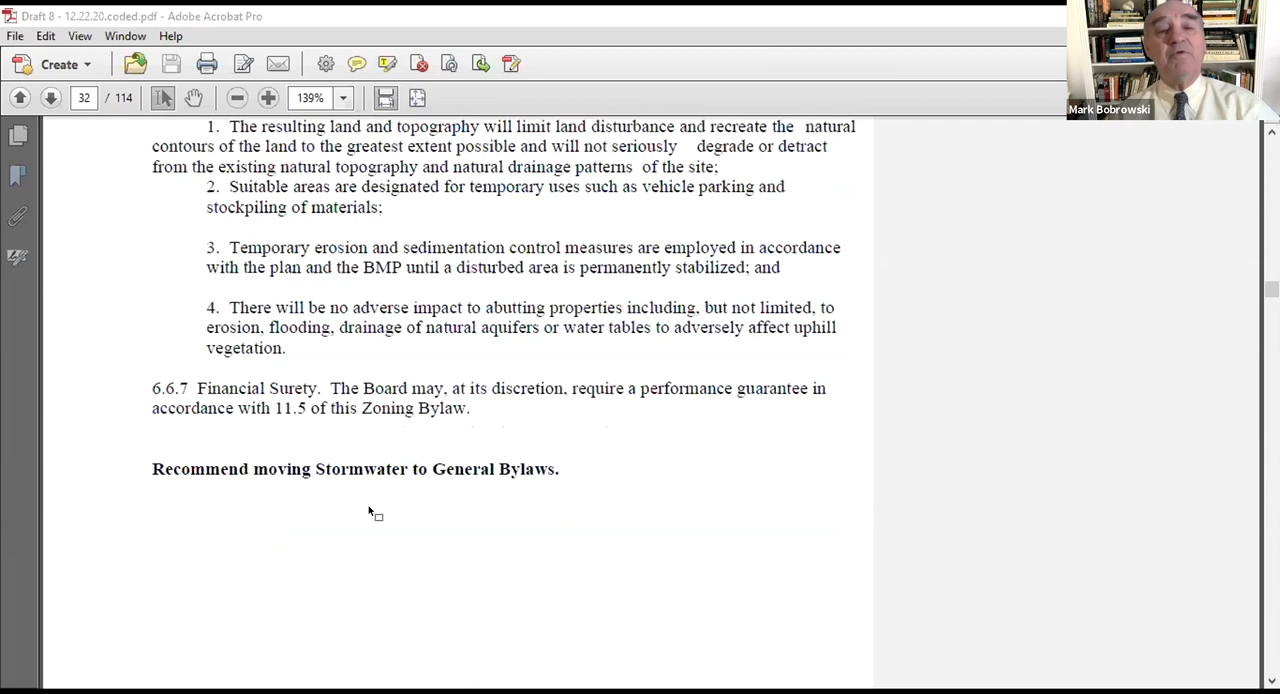 Draft 8 - 12.22.20.coded.pdf - Adobe Acrobat Pro
File Edit View Window Help
Create
32 / 114 139%
Mark Bobrowski
1. The resulting land and topography will limit land disturbance and recreate the natural
contours of the land to the greatest extent possible and will not seriously degrade or detract
from the existing natural topography and natural drainage patterns of the site;
2. Suitable areas are designated for temporary uses such as vehicle parking and
stockpiling of materials;
3. Temporary erosion and sedimentation control measures are employed in accordance
with the plan and the BMP until a disturbed area is permanently stabilized; and
4. There will be no adverse impact to abutting properties including, but not limited, to
erosion, flooding, drainage of natural aquifers or water tables to adversely affect uphill
vegetation.
6.6.7 Financial Surety. The Board may, at its discretion, require a performance guarantee in
accordance with 11.5 of this Zoning Bylaw.
Recommend moving Stormwater to General Bylaws.